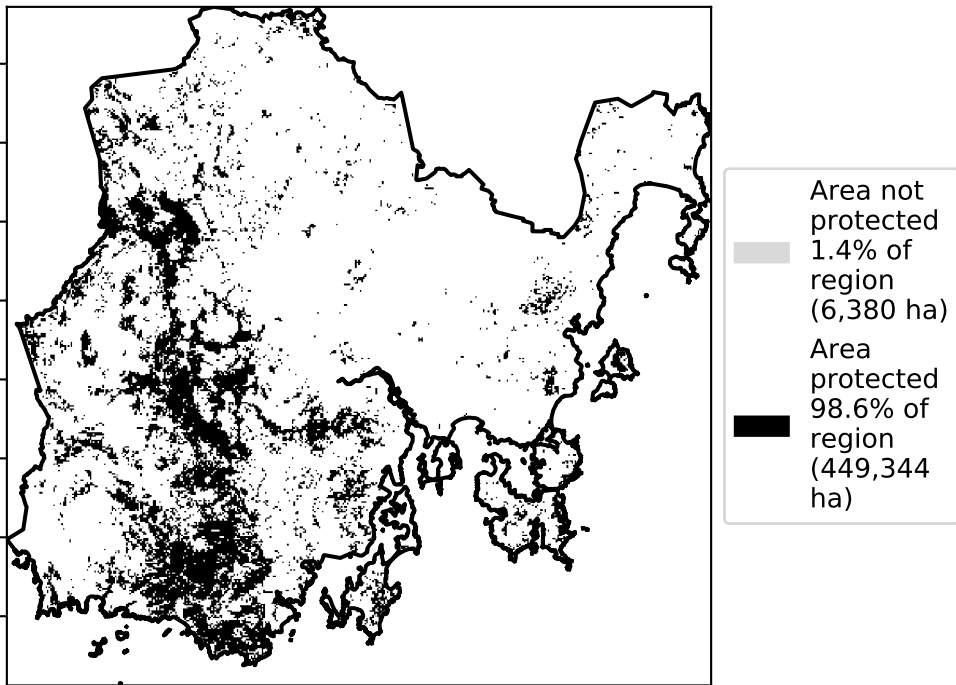 Area not
protected
1.4% of
region
(6,380 ha)
Area
protected
98.6% of
region
(449,344
ha)